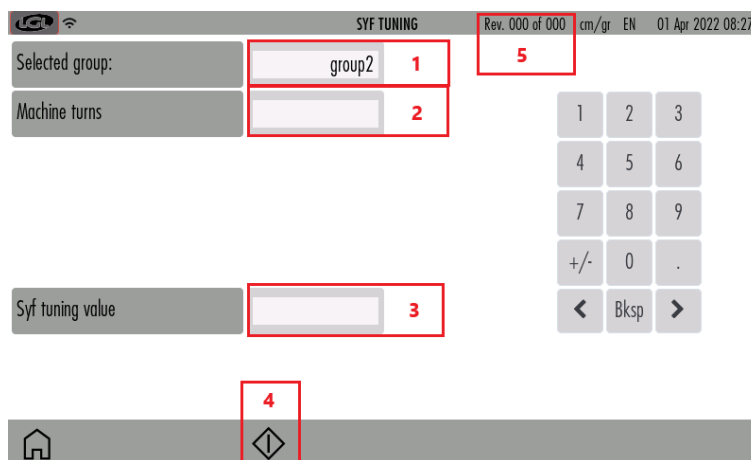 LGL SYF TUNING Rev. 000 of 000 cm/gr EN 01 Apr 2022 08:27
Selected group: group2 1 5
Machine turns 2
1 2 3
4 5 6
7 8 9
+/- 0 .
Syf tuning value 3
Bksp
4